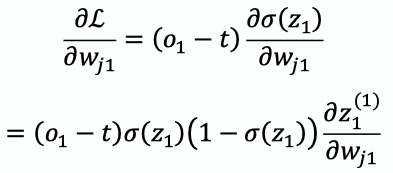 ∂ℒ/∂w_{j1} = (o_1 − t) ∂σ(z_1)/∂w_{j1}
= (o_1 − t)σ(z_1)(1 − σ(z_1)) ∂z_1^{(1)}/∂w_{j1}